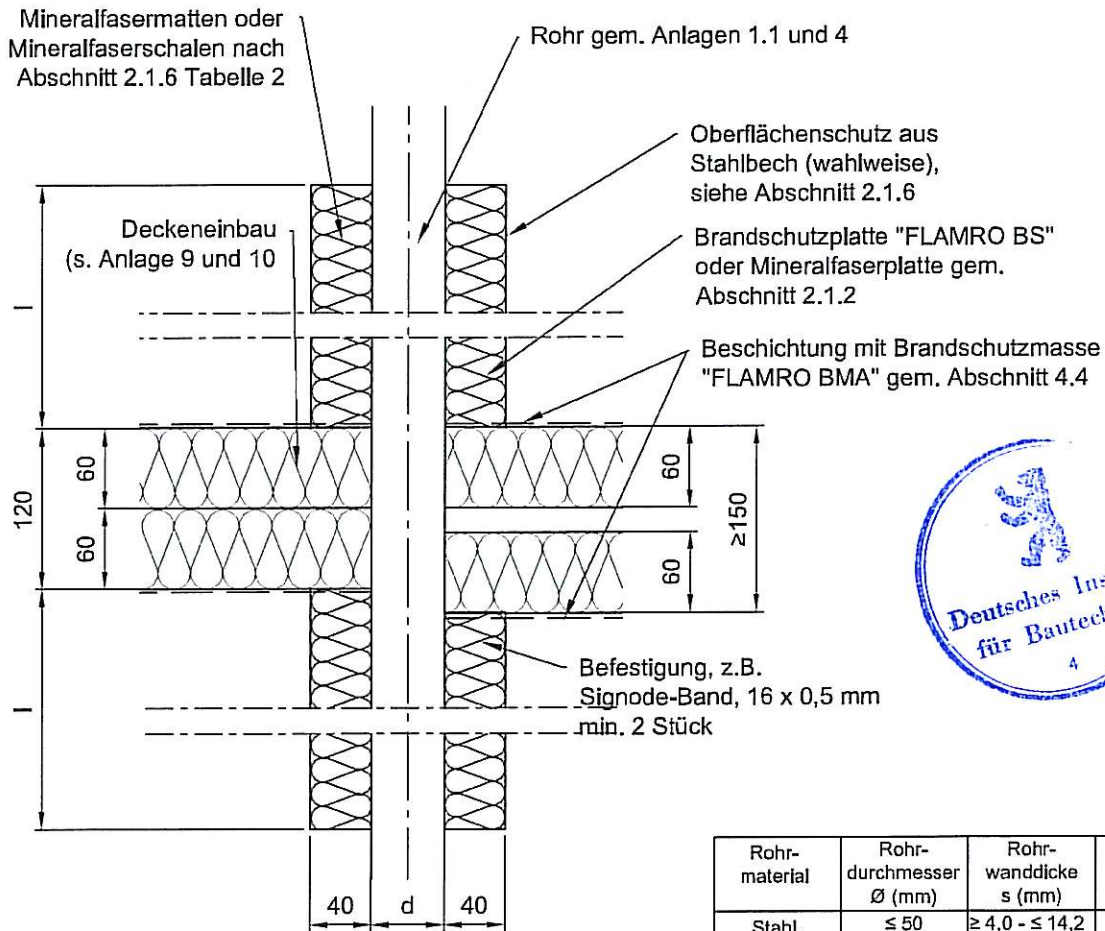 Mineralfasermatten oder
Mineralfaserschalen nach
Abschnitt 2.1.6 Tabelle 2
Rohr gem. Anlagen 1.1 und 4
Oberflächenschutz aus
Stahlbech (wahlweise),
siehe Abschnitt 2.1.6
Deckeneinbau
(s. Anlage 9 und 10
Brandschutzplatte "FLAMRO BS"
oder Mineralfaserplatte gem.
Abschnitt 2.1.2
Beschichtung mit Brandschutzmasse
"FLAMRO BMA" gem. Abschnitt 4.4
l
120
60
60
60
60
≥150
l
Deutsches Ins
für Bautec
4
Befestigung, z.B.
Signode-Band, 16 x 0,5 mm
min. 2 Stück
40
d
40
Rohr-
material
Rohr-
durchmesser
Ø (mm)
Rohr-
wanddicke
s (mm)
Stahl
≤ 50
≥ 4,0 - ≤ 14,2